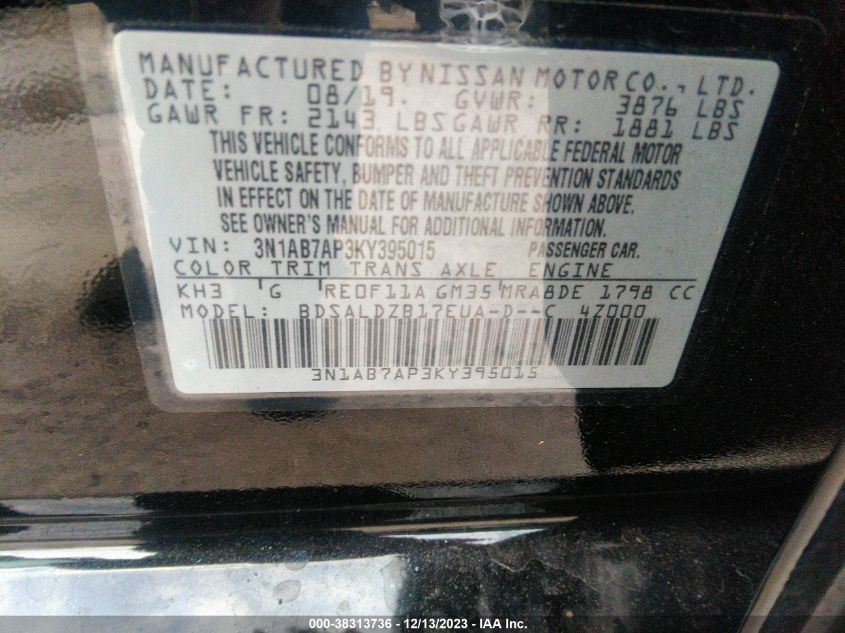 MANUFACTURED BY NISSAN MOTOR CO., LTD.
DATE: 08/19. GVWR: 3876 LBS
GAWR FR: 2143 LBS GAWR RR: 1881 LBS
THIS VEHICLE CONFORMS TO ALL APPLICABLE FEDERAL MOTOR
VEHICLE SAFETY, BUMPER AND THEFT PREVENTION STANDARDS
IN EFFECT ON THE DATE OF MANUFACTURE SHOWN ABOVE.
SEE OWNER'S MANUAL FOR ADDITIONAL INFORMATION.
VIN: 3N1AB7AP3KY395015 PASSENGER CAR.
COLOR TRIM TRANS AXLE ENGINE
KH3 G RE0F11A GM35 MRA8DE 1798 CC
MODEL: BDSALDZB17EUA-D--C 4Z000
3N1AB7AP3KY395015
000-38313736 - 12/13/2023 - IAA Inc.